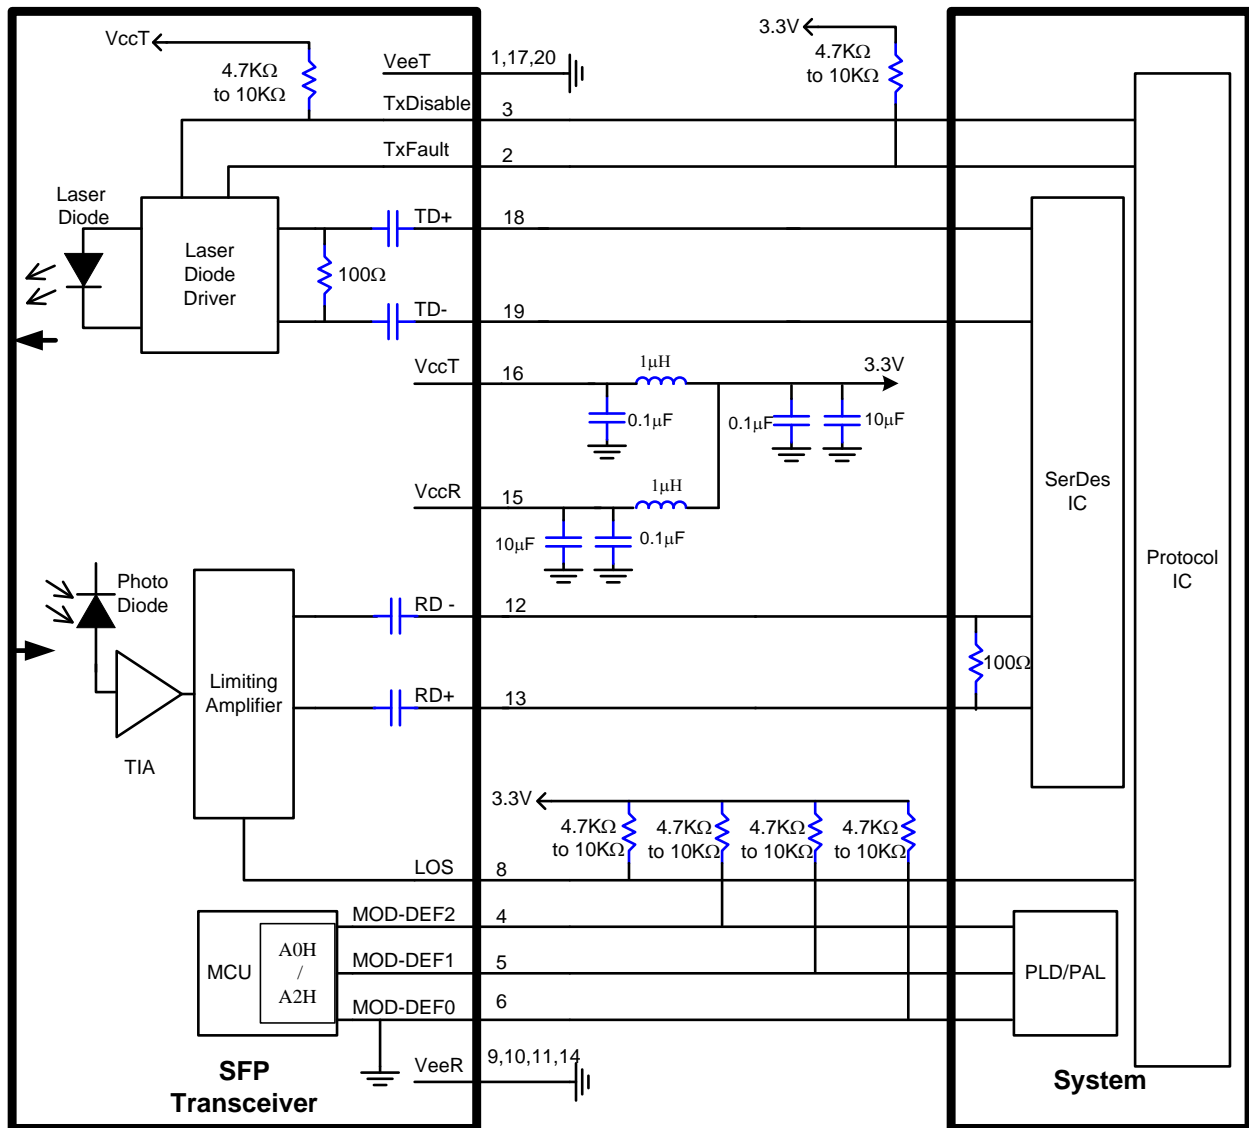 VccT
4.7KΩ
to 10KΩ
VeeT
1,17,20
3.3V
4.7KΩ
to 10KΩ
TxDisable
3
TxFault
2
Laser
Diode
Laser
Diode
Driver
TD+
18
100Ω
TD-
19
VccT
16
1μH
3.3V
0.1μF
0.1μF
10μF
VccR
15
1μH
10μF
0.1μF
SerDes
IC
Protocol
IC
Photo
Diode
RD -
12
Limiting
Amplifier
100Ω
RD+
13
TIA
3.3V
4.7KΩ
to 10KΩ
4.7KΩ
to 10KΩ
4.7KΩ
to 10KΩ
4.7KΩ
to 10KΩ
LOS
8
MOD-DEF2
4
MCU
A0H
/
A2H
MOD-DEF1
5
PLD/PAL
MOD-DEF0
6
VeeR
9,10,11,14
SFP
Transceiver
System